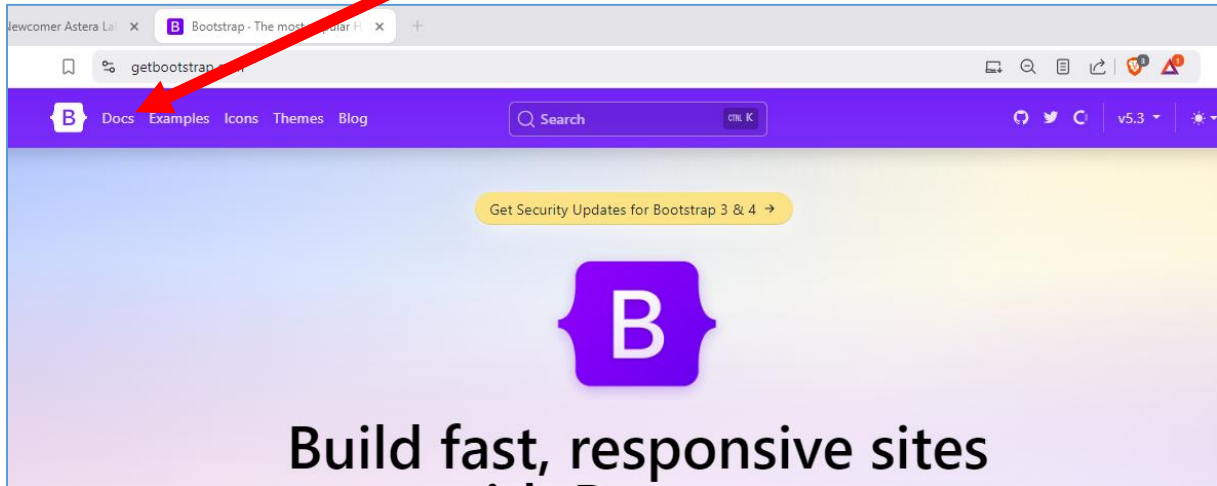 Newcomer Astera La
B Bootstrap · The most
getbootstrap
B Docs Examples Icons Themes Blog Search CTRL K v5.3
Get Security Updates for Bootstrap 3 & 4 →
B
Build fast, responsive sites